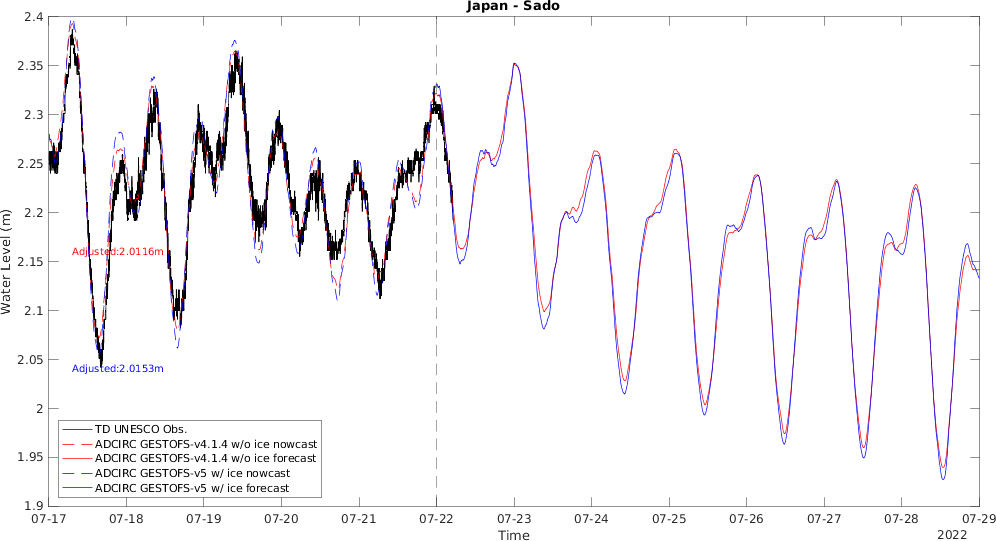 Japan - Sado
2.4
2.35
2.3
2.25
2.2
2.15
2.1
2.05
2
1.95
1.9
Water Level (m)
Adjusted:2.0116m
Adjusted:2.0153m
TD UNESCO Obs.
ADCIRC GESTOFS-v4.1.4 w/o ice nowcast
ADCIRC GESTOFS-v4.1.4 w/o ice forecast
ADCIRC GESTOFS-v5 w/ ice nowcast
ADCIRC GESTOFS-v5 w/ ice forecast
07-17 07-18 07-19 07-20 07-21 07-22 07-23 07-24 07-25 07-26 07-27 07-28 07-29
Time
2022